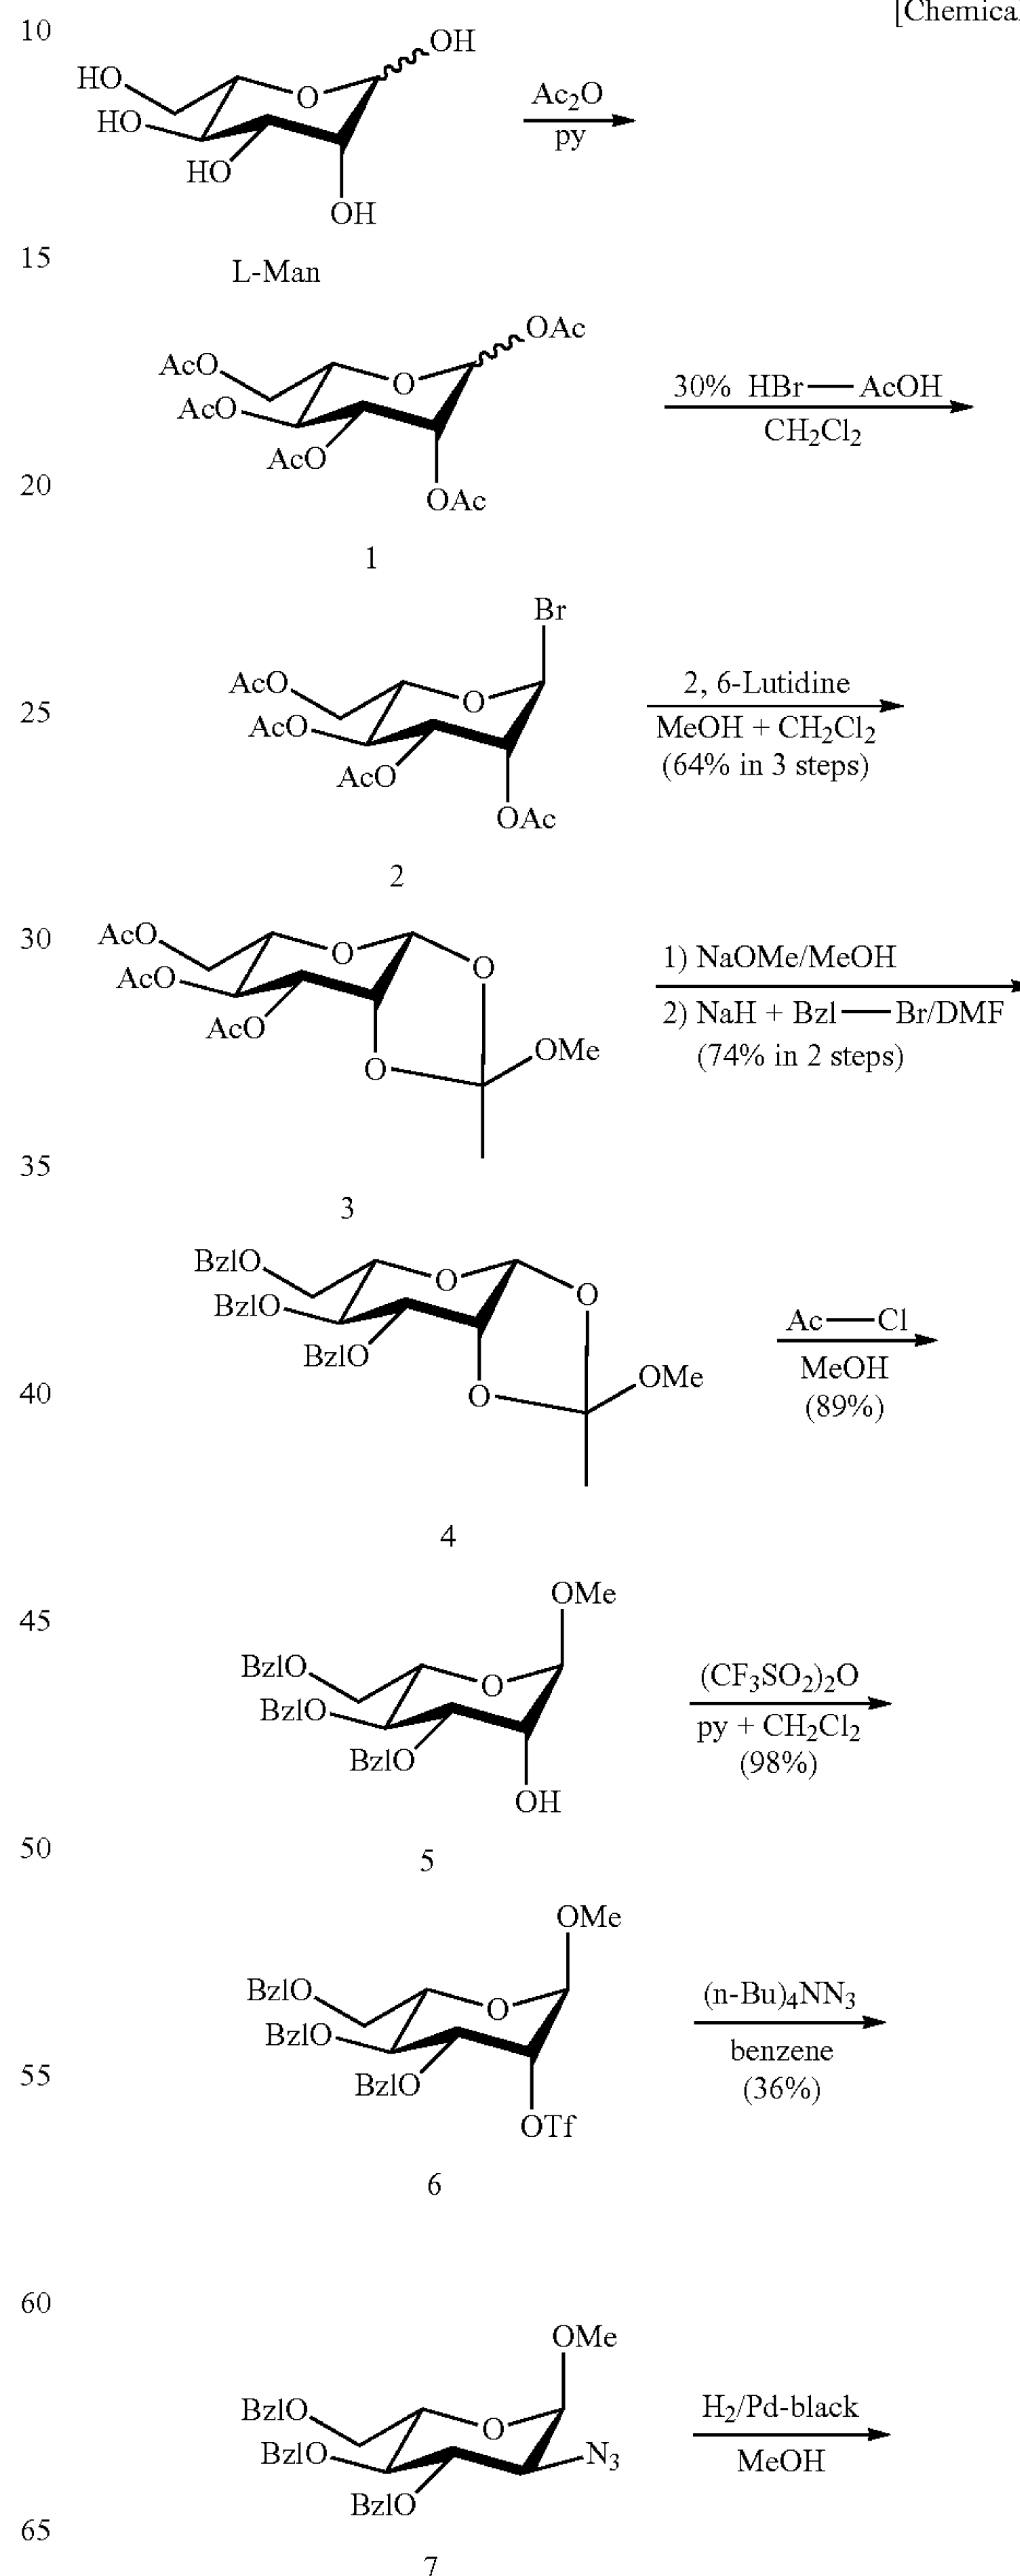 [Chemical
10
OH
HO
O
HO
HO
OH
Ac₂O
py
15
L-Man
OAc
AcO
O
AcO
AcO
OAc
30% HBr — AcOH
CH₂Cl₂
20
1
Br
AcO
O
AcO
AcO
OAc
2, 6-Lutidine
MeOH + CH₂Cl₂
(64% in 3 steps)
25
2
30
AcO
O
O
AcO
AcO
O
OMe
1) NaOMe/MeOH
2) NaH + Bzl — Br/DMF
(74% in 2 steps)
35
3
BzlO
O
O
BzlO
BzlO
O
OMe
Ac — Cl
MeOH
(89%)
40
4
45
OMe
BzlO
O
BzlO
BzlO
OH
(CF₃SO₂)₂O
py + CH₂Cl₂
(98%)
50
5
OMe
BzlO
O
BzlO
BzlO
OTf
(n-Bu)₄NN₃
benzene
(36%)
55
6
60
OMe
BzlO
O
BzlO
N₃
BzlO
H₂/Pd-black
MeOH
65
7